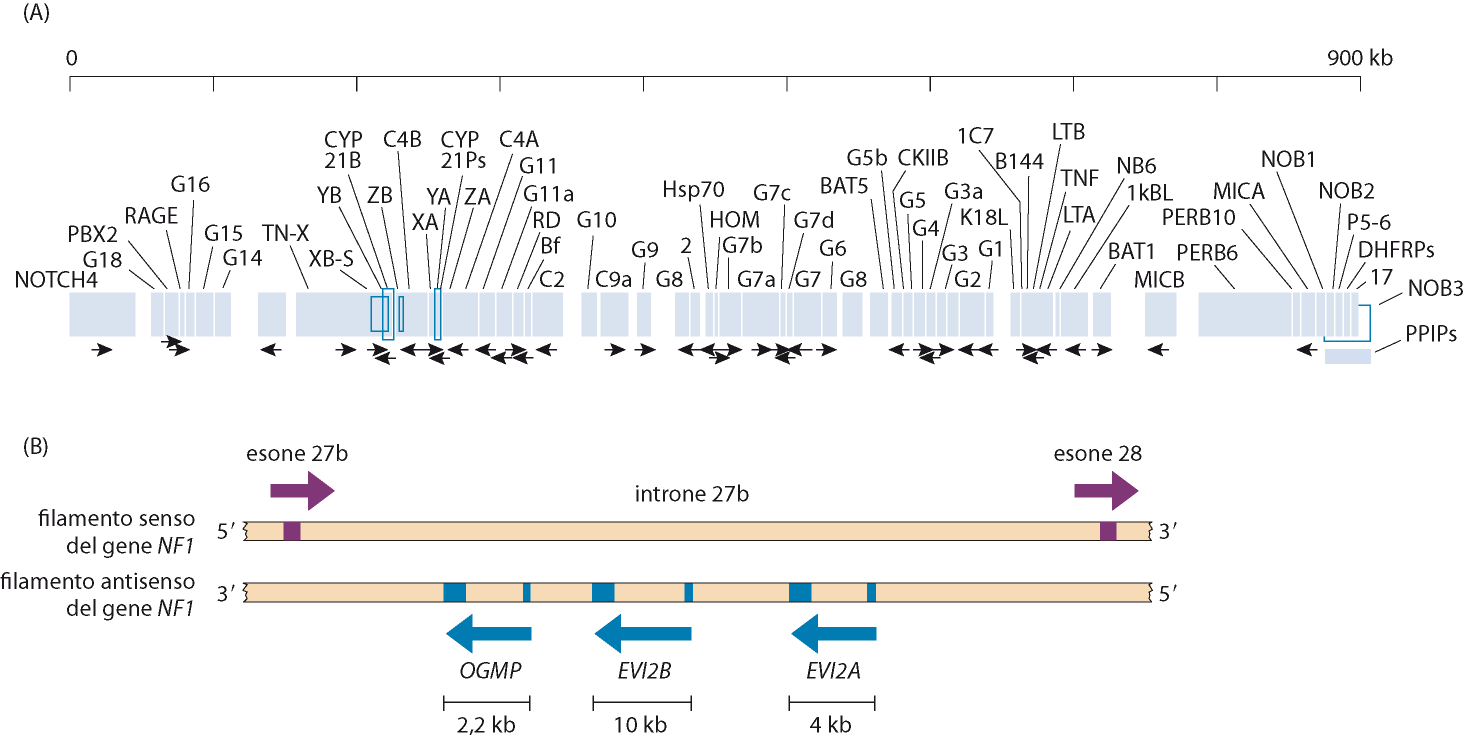 (A)
0
900 kb
NOTCH4
G18
PBX2
RAGE
G16
G15
G14
TN-X
XB-S
YB
CYP
21B
ZB
C4B
XA
YA
CYP
21Ps
ZA
C4A
G11
G11a
RD
Bf
C2
G10
C9a
G9
G8
2
Hsp70
HOM
G7b
G7a
G7c
G7d
G7
G6
G8
BAT5
G5b
CKIIB
G5
G4
G3a
G3
G2
K18L
G1
1C7
B144
LTB
TNF
LTA
NB6
1kBL
BAT1
MICB
PERB10
PERB6
MICA
NOB1
NOB2
P5-6
DHFRPs
17
NOB3
PPIPs
(B)
esone 27b
esone 28
introne 27b
filamento senso
del gene NF1
5′
3′
filamento antisenso
del gene NF1
3′
5′
OGMP
EVI2B
EVI2A
2,2 kb
10 kb
4 kb